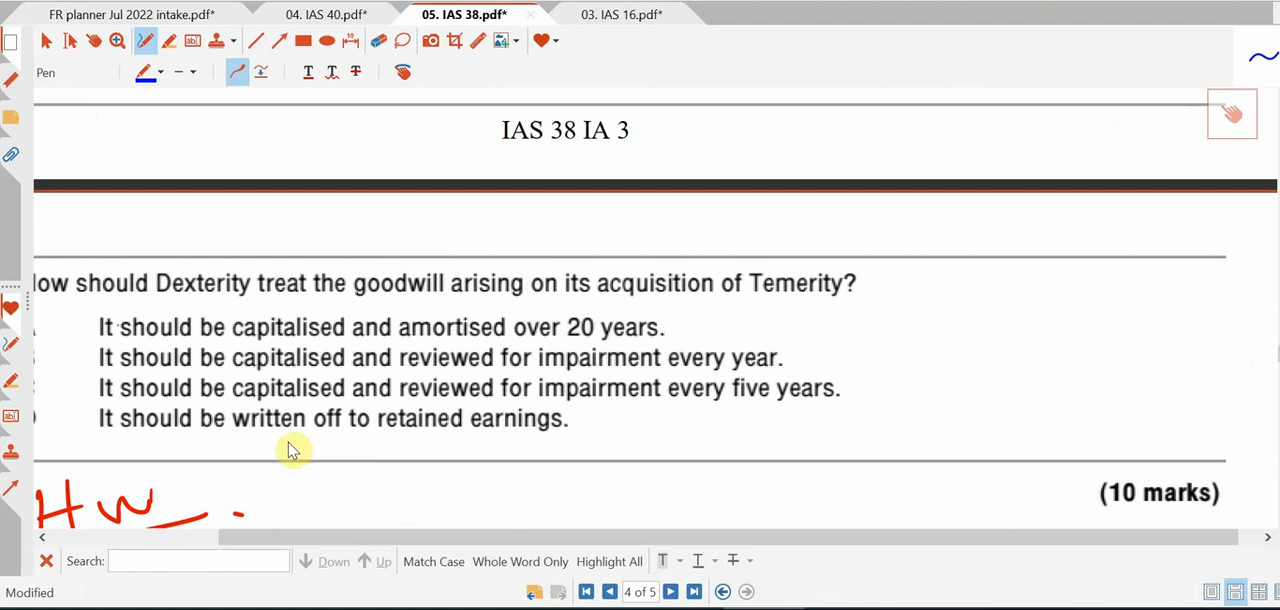 FR planner Jul 2022 intake.pdf* 04. IAS 40.pdf* 05. IAS 38.pdf* 03. IAS 16.pdf*
Pen
IAS 38 IA 3
How should Dexterity treat the goodwill arising on its acquisition of Temerity?
It should be capitalised and amortised over 20 years.
It should be capitalised and reviewed for impairment every year.
It should be capitalised and reviewed for impairment every five years.
It should be written off to retained earnings.
(10 marks)
HW.
Search: Down Up Match Case Whole Word Only Highlight All
Modified 4 of 5